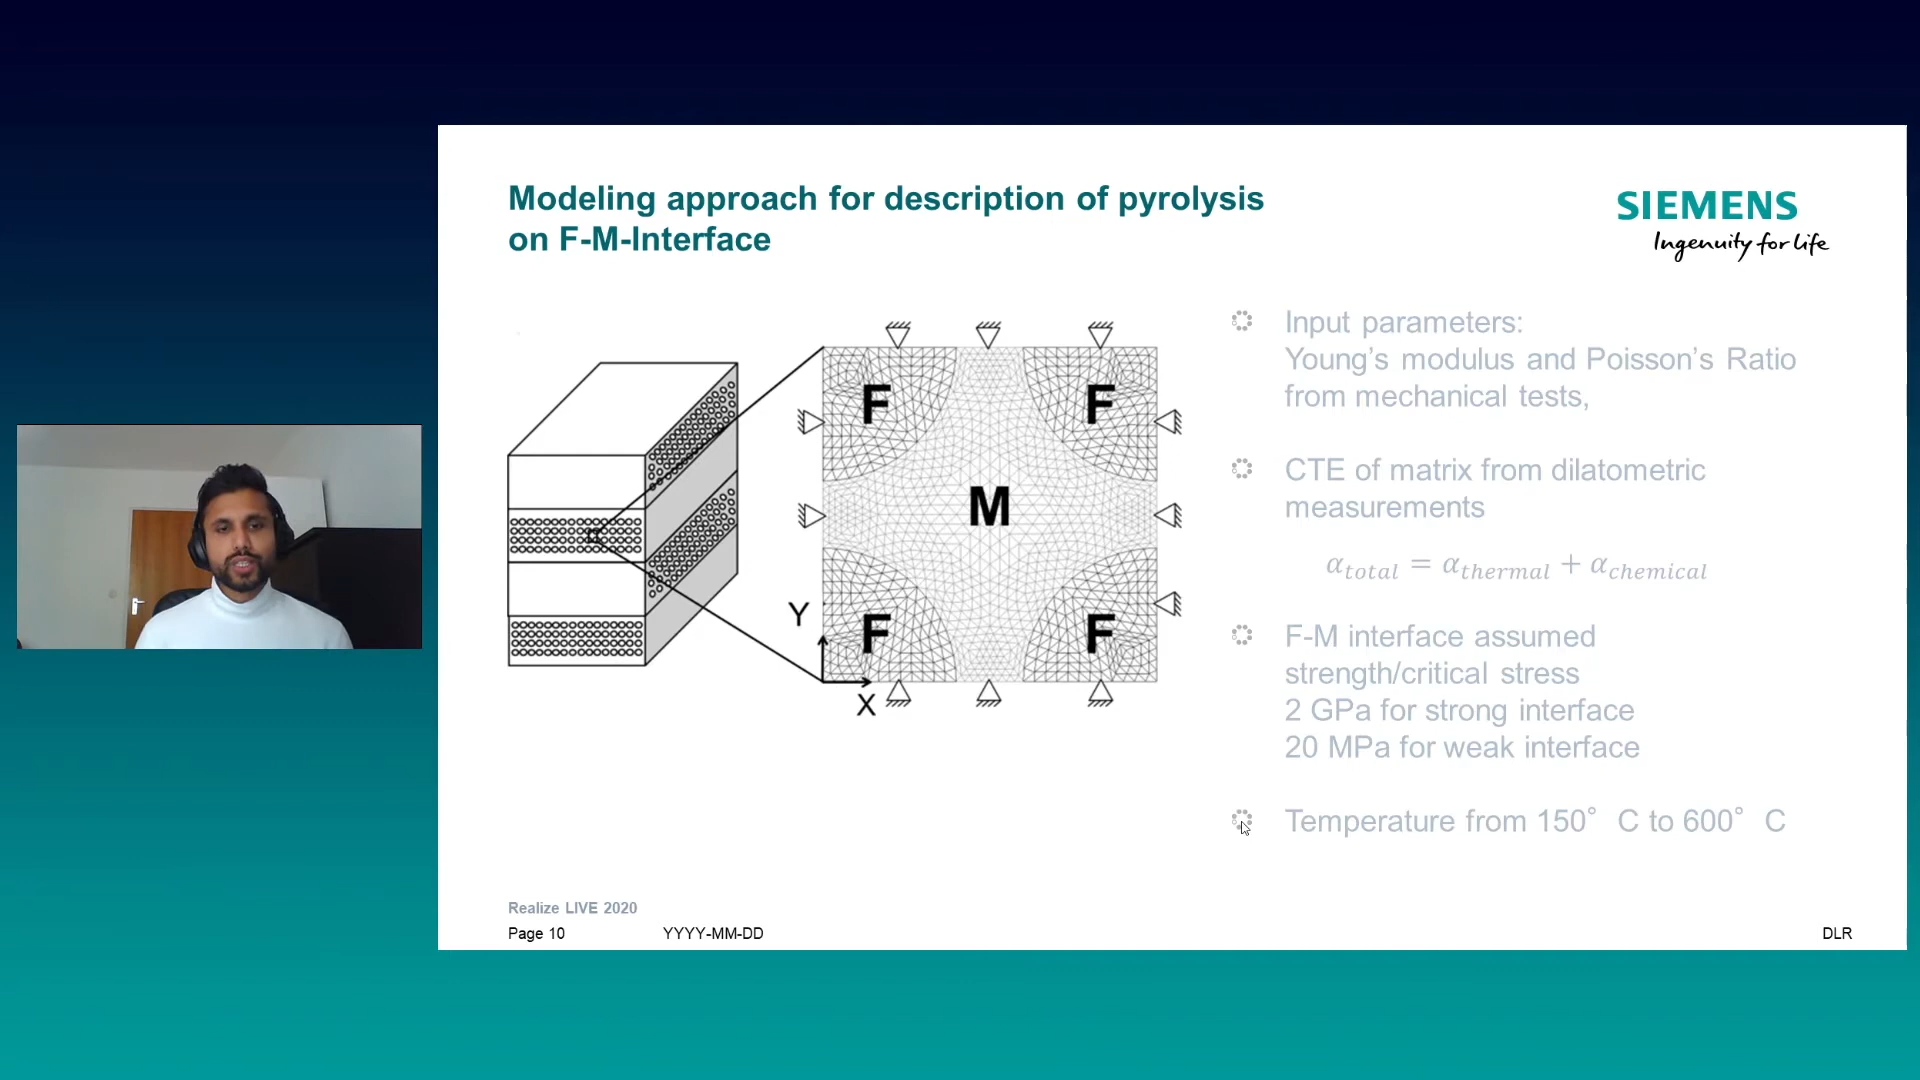 Modeling approach for description of pyrolysis
on F-M-Interface
SIEMENS
Ingenuity for life
F
F
M
F
F
Y
X
Input parameters:
Young's modulus and Poisson's Ratio
from mechanical tests,
CTE of matrix from dilatometric
measurements
α_total = α_thermal + α_chemical
F-M interface assumed
strength/critical stress
2 GPa for strong interface
20 MPa for weak interface
Temperature from 150° C to 600° C
Realize LIVE 2020
Page 10
YYYY-MM-DD
DLR